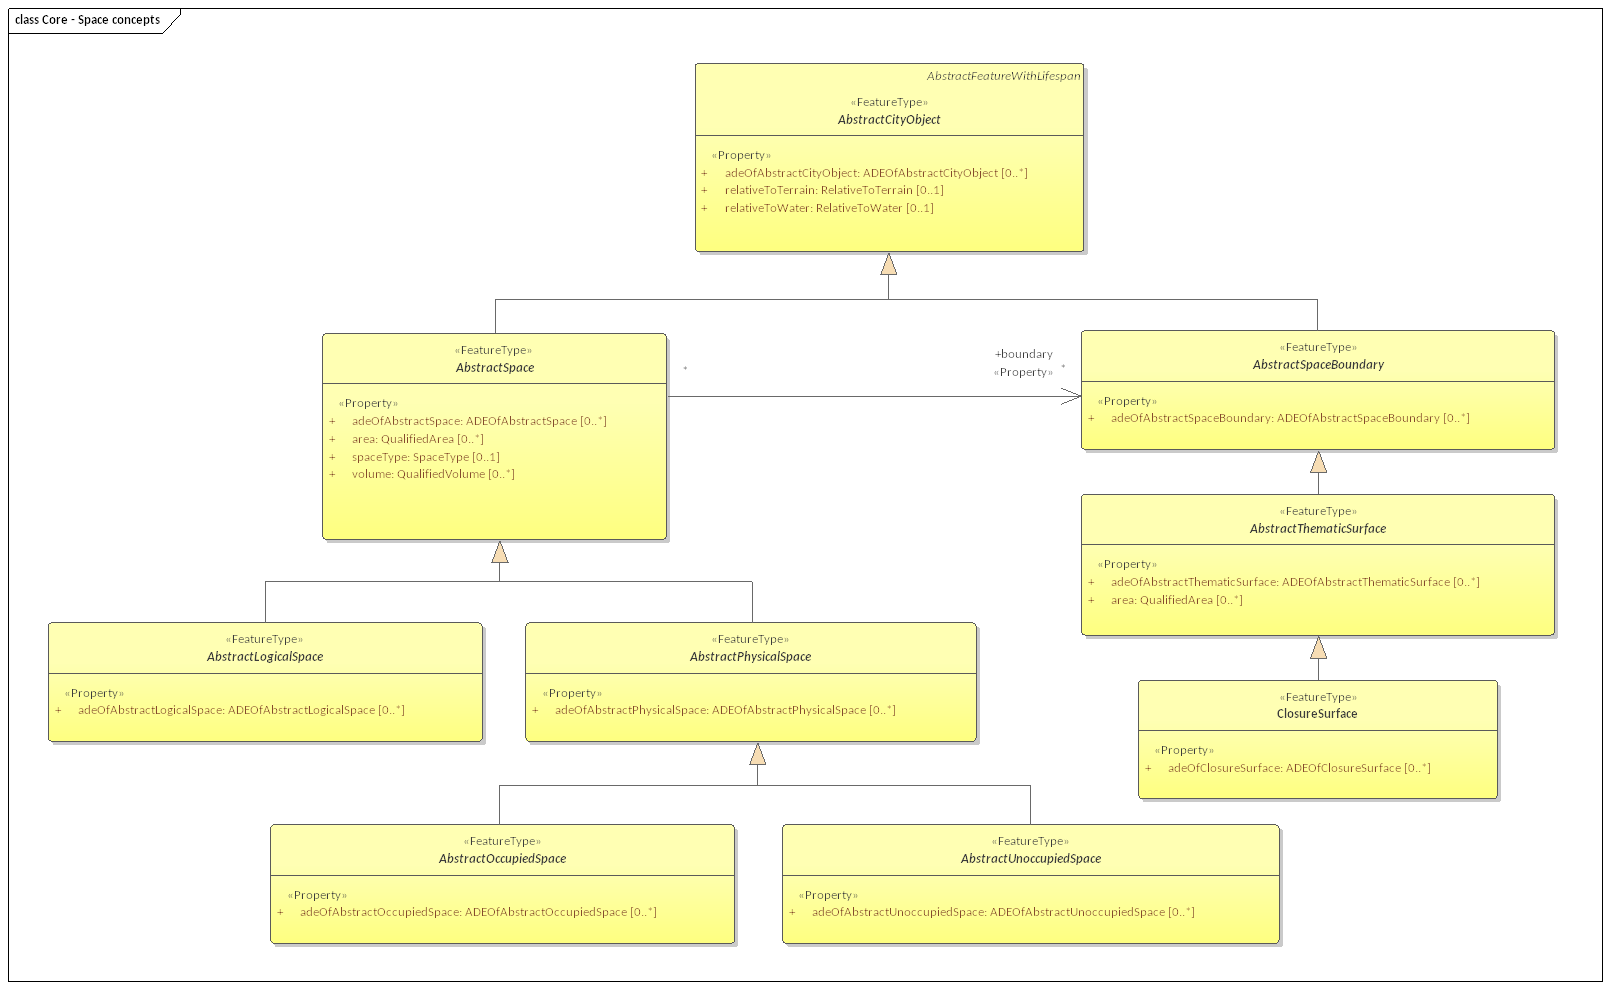 class Core - Space concepts
AbstractFeatureWithLifespan
«FeatureType»
AbstractCityObject
«Property»
+ adeOfAbstractCityObject: ADEOfAbstractCityObject [0..*]
+ relativeToTerrain: RelativeToTerrain [0..1]
+ relativeToWater: RelativeToWater [0..1]
«FeatureType»
AbstractSpace
«Property»
+ adeOfAbstractSpace: ADEOfAbstractSpace [0..*]
+ area: QualifiedArea [0..*]
+ spaceType: SpaceType [0..1]
+ volume: QualifiedVolume [0..*]
*
+boundary
«Property» *
«FeatureType»
AbstractSpaceBoundary
«Property»
+ adeOfAbstractSpaceBoundary: ADEOfAbstractSpaceBoundary [0..*]
«FeatureType»
AbstractThematicSurface
«Property»
+ adeOfAbstractThematicSurface: ADEOfAbstractThematicSurface [0..*]
+ area: QualifiedArea [0..*]
«FeatureType»
AbstractLogicalSpace
«Property»
+ adeOfAbstractLogicalSpace: ADEOfAbstractLogicalSpace [0..*]
«FeatureType»
AbstractPhysicalSpace
«Property»
+ adeOfAbstractPhysicalSpace: ADEOfAbstractPhysicalSpace [0..*]
«FeatureType»
ClosureSurface
«Property»
+ adeOfClosureSurface: ADEOfClosureSurface [0..*]
«FeatureType»
AbstractOccupiedSpace
«Property»
+ adeOfAbstractOccupiedSpace: ADEOfAbstractOccupiedSpace [0..*]
«FeatureType»
AbstractUnoccupiedSpace
«Property»
+ adeOfAbstractUnoccupiedSpace: ADEOfAbstractUnoccupiedSpace [0..*]